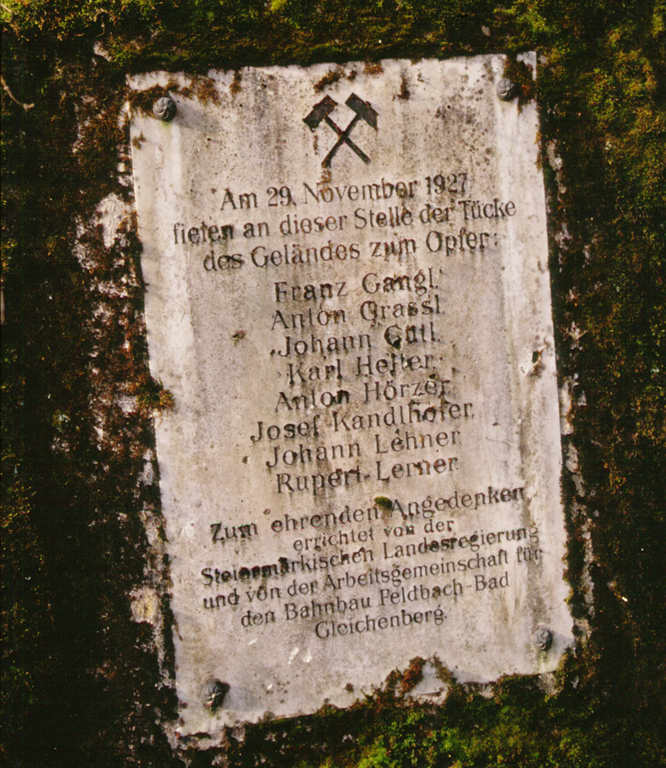 Am 29. November 1927
fielen an dieser Stelle der Tücke
des Geländes zum Opfer:
Franz Gangl.
Anton Grassl.
Johann Gütl.
Karl Heller.
Anton Hörzer.
Josef Kandlhofer.
Johann Lehner.
Rupert Lerner.
Zum ehrenden Angedenken
errichtet von der
Steiermärkischen Landesregierung
und von der Arbeitsgemeinschaft für
den Bahnbau Feldbach-Bad
Gleichenberg.